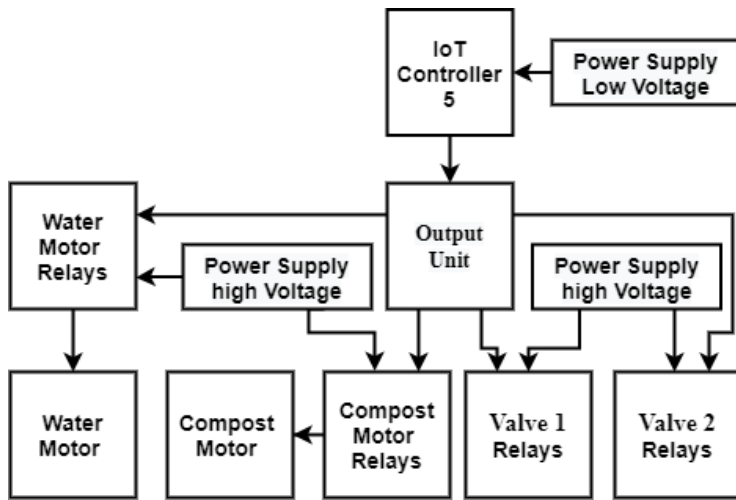 IoT
Controller
5
Power Supply
Low Voltage
Water
Motor
Relays
Power Supply
high Voltage
Output
Unit
Power Supply
high Voltage
Water
Motor
Compost
Motor
Compost
Motor
Relays
Valve 1
Relays
Valve 2
Relays